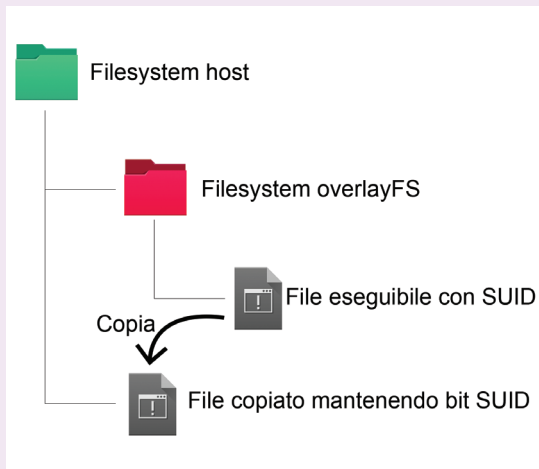 Filesystem host
Filesystem overlayFS
File eseguibile con SUID
Copia
File copiato mantenendo bit SUID